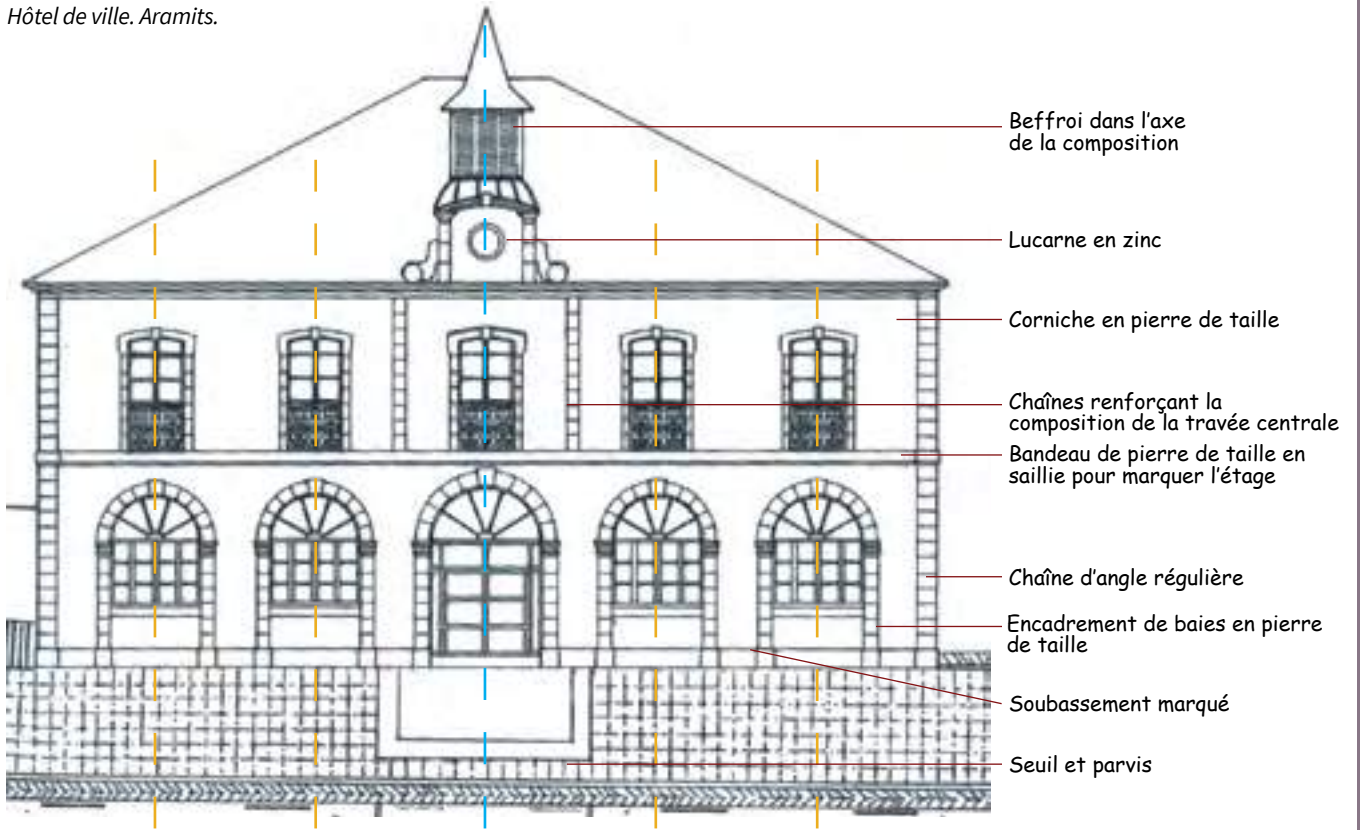 Hôtel de ville. Aramits.
Beffroi dans l'axe
de la composition
Lucarne en zinc
Corniche en pierre de taille
Chaînes renforçant la
composition de la travée centrale
Bandeau de pierre de taille en
saillie pour marquer l'étage
Chaîne d'angle régulière
Encadrement de baies en pierre
de taille
Soubassement marqué
Seuil et parvis